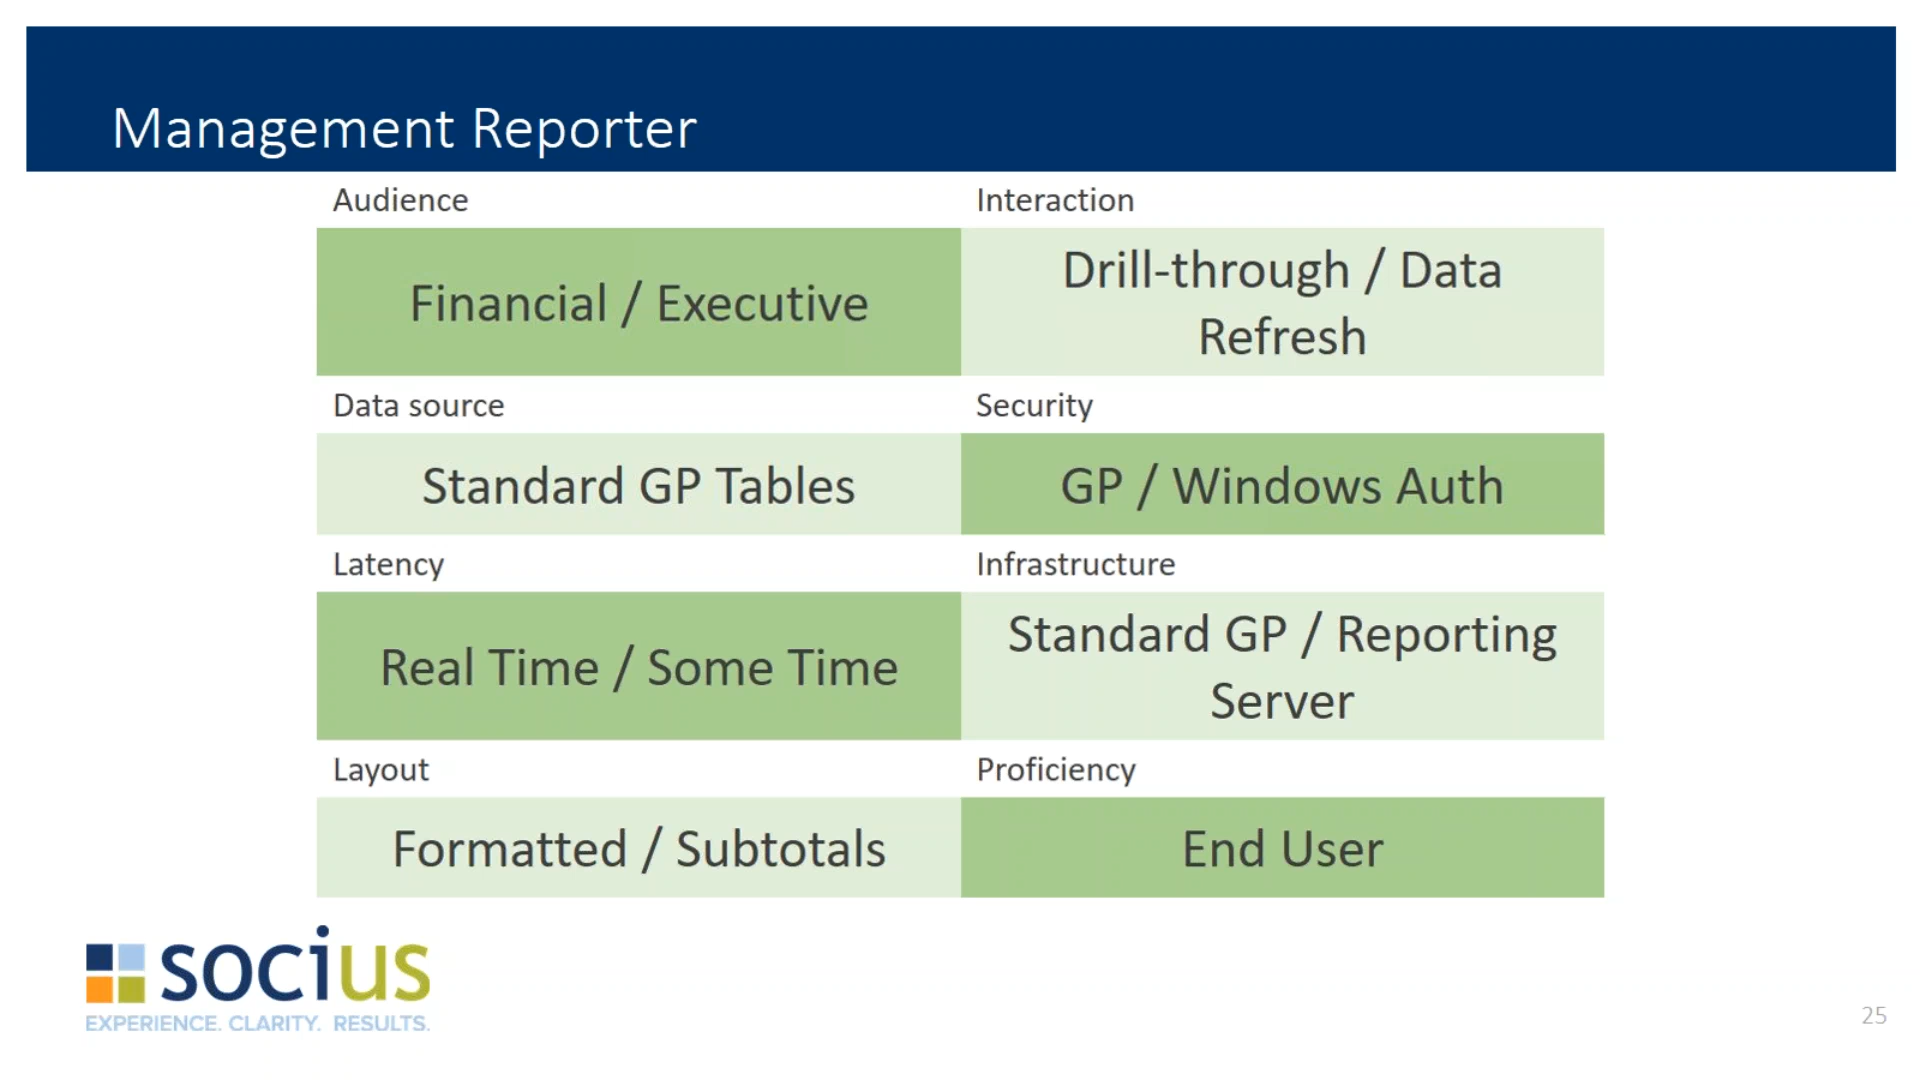 Management Reporter
Audience
Interaction
Financial / Executive
Drill-through / Data
Refresh
Data source
Security
Standard GP Tables
GP / Windows Auth
Latency
Infrastructure
Real Time / Some Time
Standard GP / Reporting
Server
Layout
Proficiency
Formatted / Subtotals
End User
socius
EXPERIENCE. CLARITY. RESULTS.
25